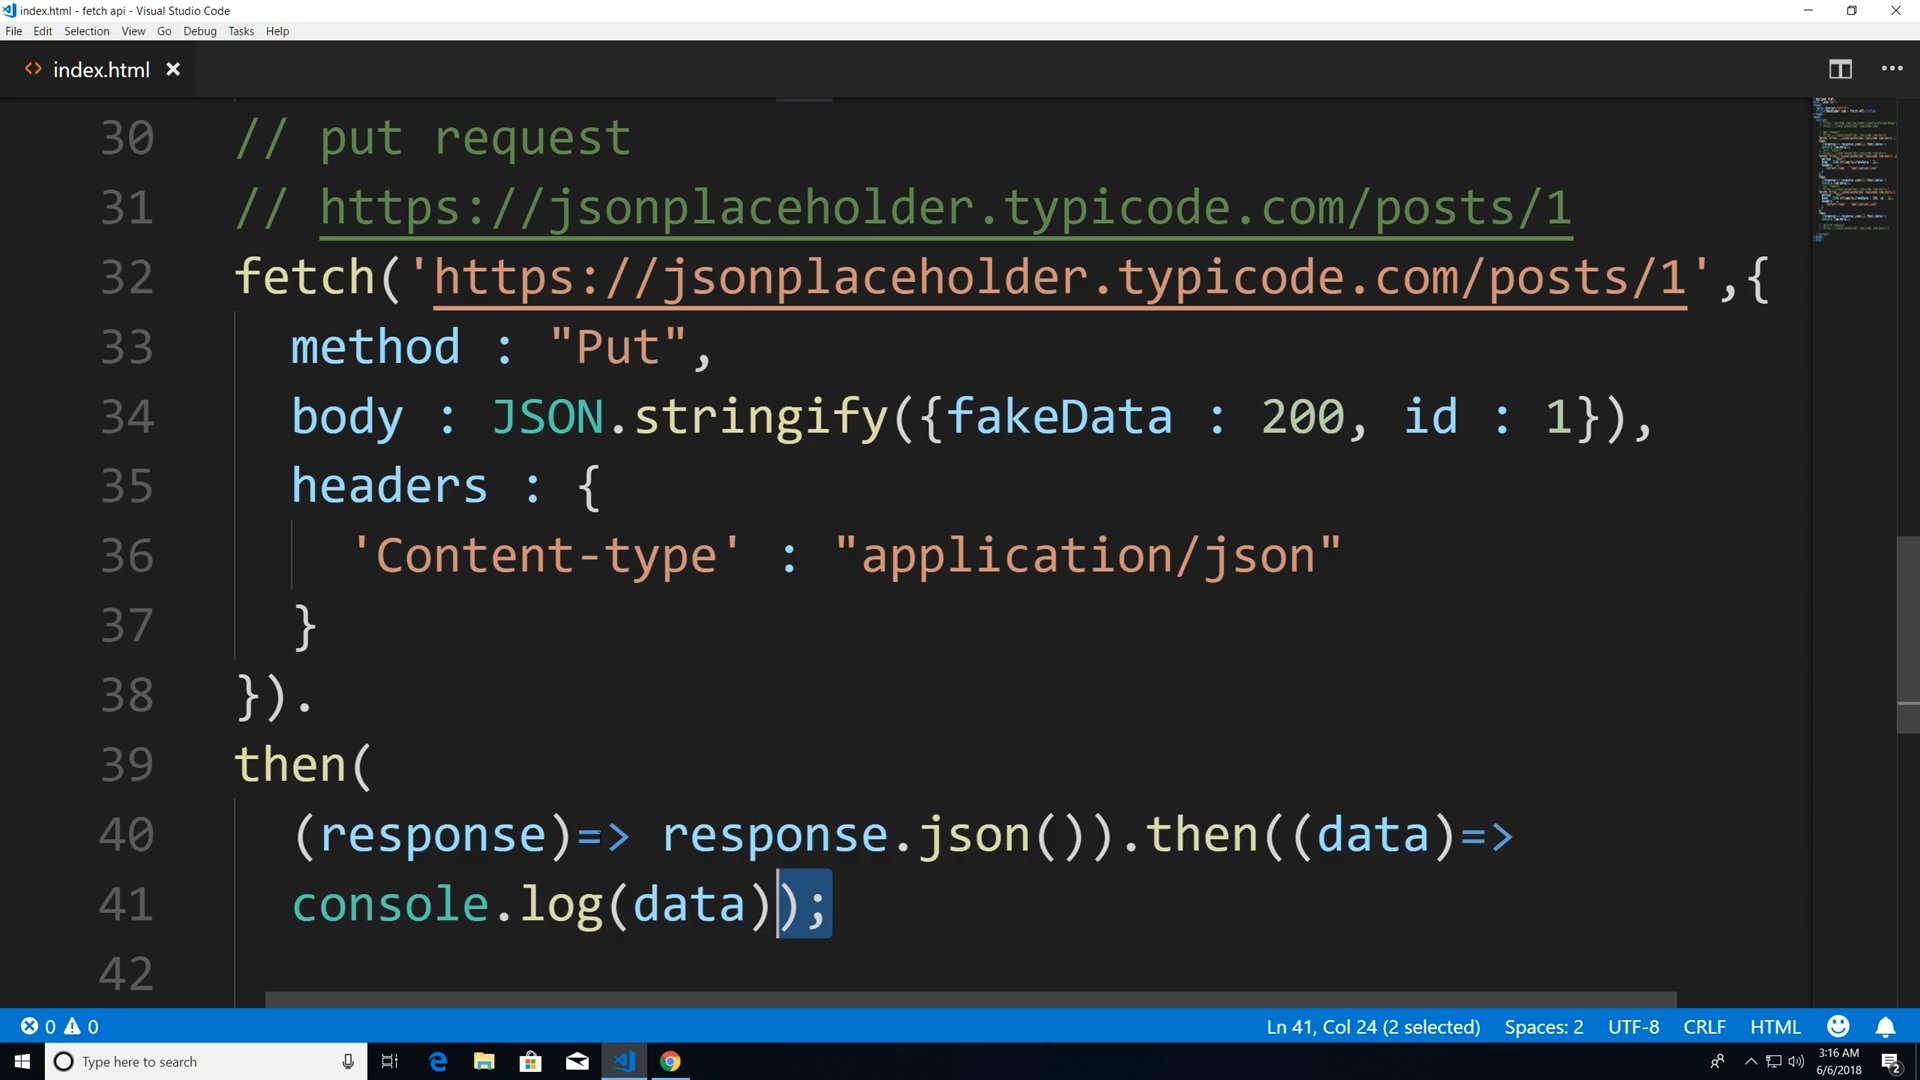 index.html - fetch api - Visual Studio Code
File Edit Selection View Go Debug Tasks Help
<> index.html ×
30 // put request
31 // https://jsonplaceholder.typicode.com/posts/1
32 fetch('https://jsonplaceholder.typicode.com/posts/1',{
33 method : "Put",
34 body : JSON.stringify({fakeData : 200, id : 1}),
35 headers : {
36 'Content-type' : "application/json"
37 }
38 }).
39 then(
40 (response)=> response.json()).then((data)=>
41 console.log(data));
42
0 0 Ln 41, Col 24 (2 selected) Spaces: 2 UTF-8 CRLF HTML
Type here to search
3:16 AM
6/6/2018
2